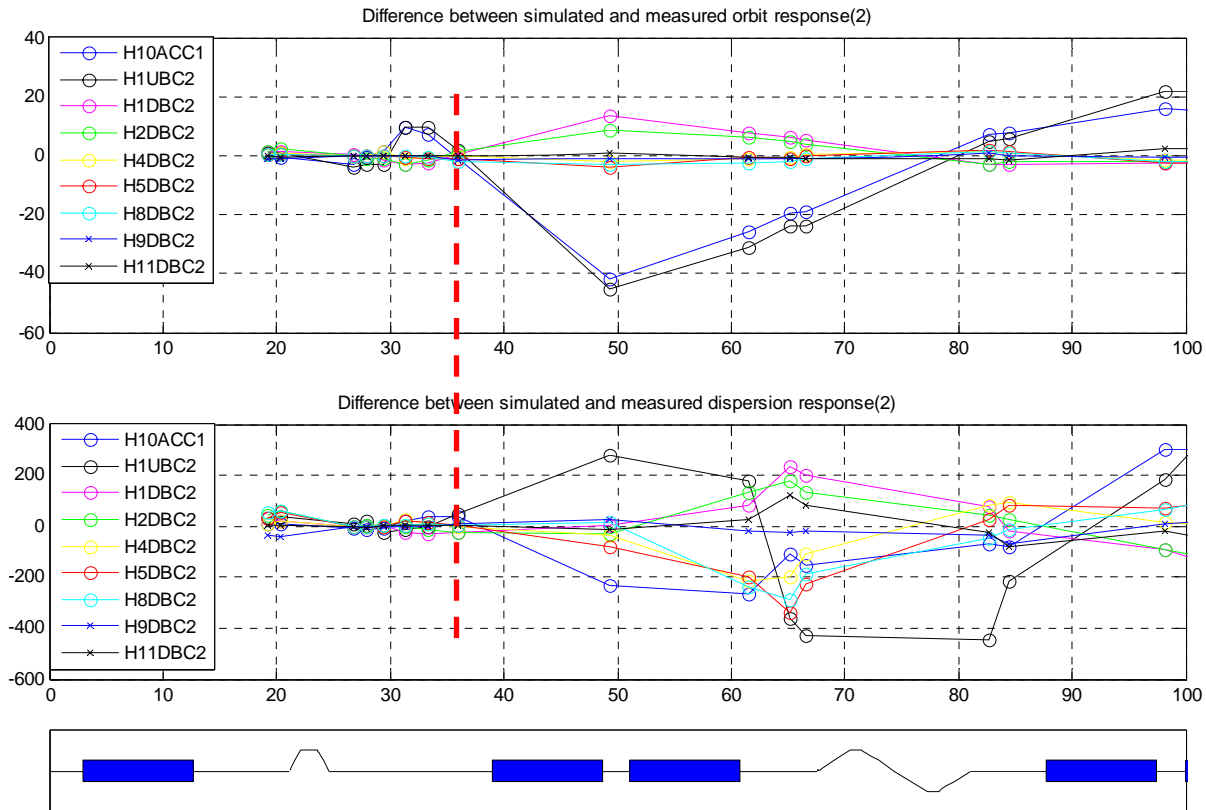 Difference between simulated and measured orbit response(2)
40
20
0
-20
-40
-60
H10ACC1
H1UBC2
H1DBC2
H2DBC2
H4DBC2
H5DBC2
H8DBC2
H9DBC2
H11DBC2
0 10 20 30 40 50 60 70 80 90 100
Difference between simulated and measured dispersion response(2)
400
200
0
-200
-400
-600
H10ACC1
H1UBC2
H1DBC2
H2DBC2
H4DBC2
H5DBC2
H8DBC2
H9DBC2
H11DBC2
0 10 20 30 40 50 60 70 80 90 100